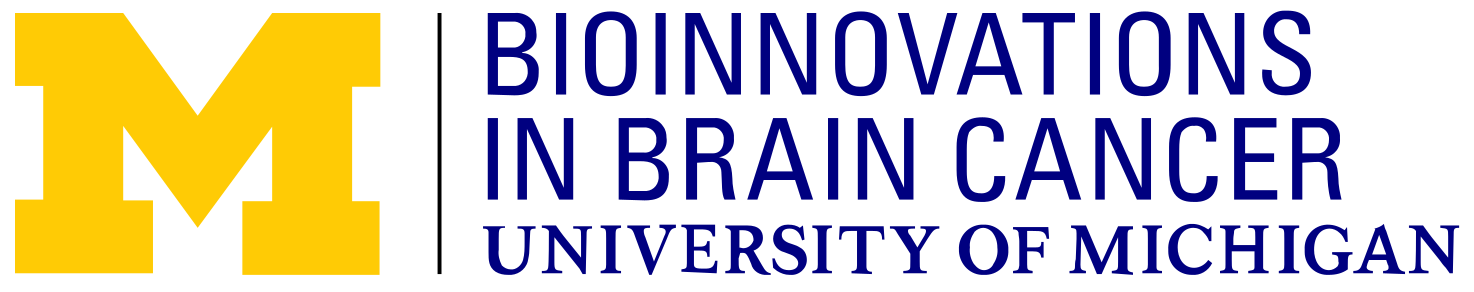 M
BIOINNOVATIONS
IN BRAIN CANCER
UNIVERSITY OF MICHIGAN